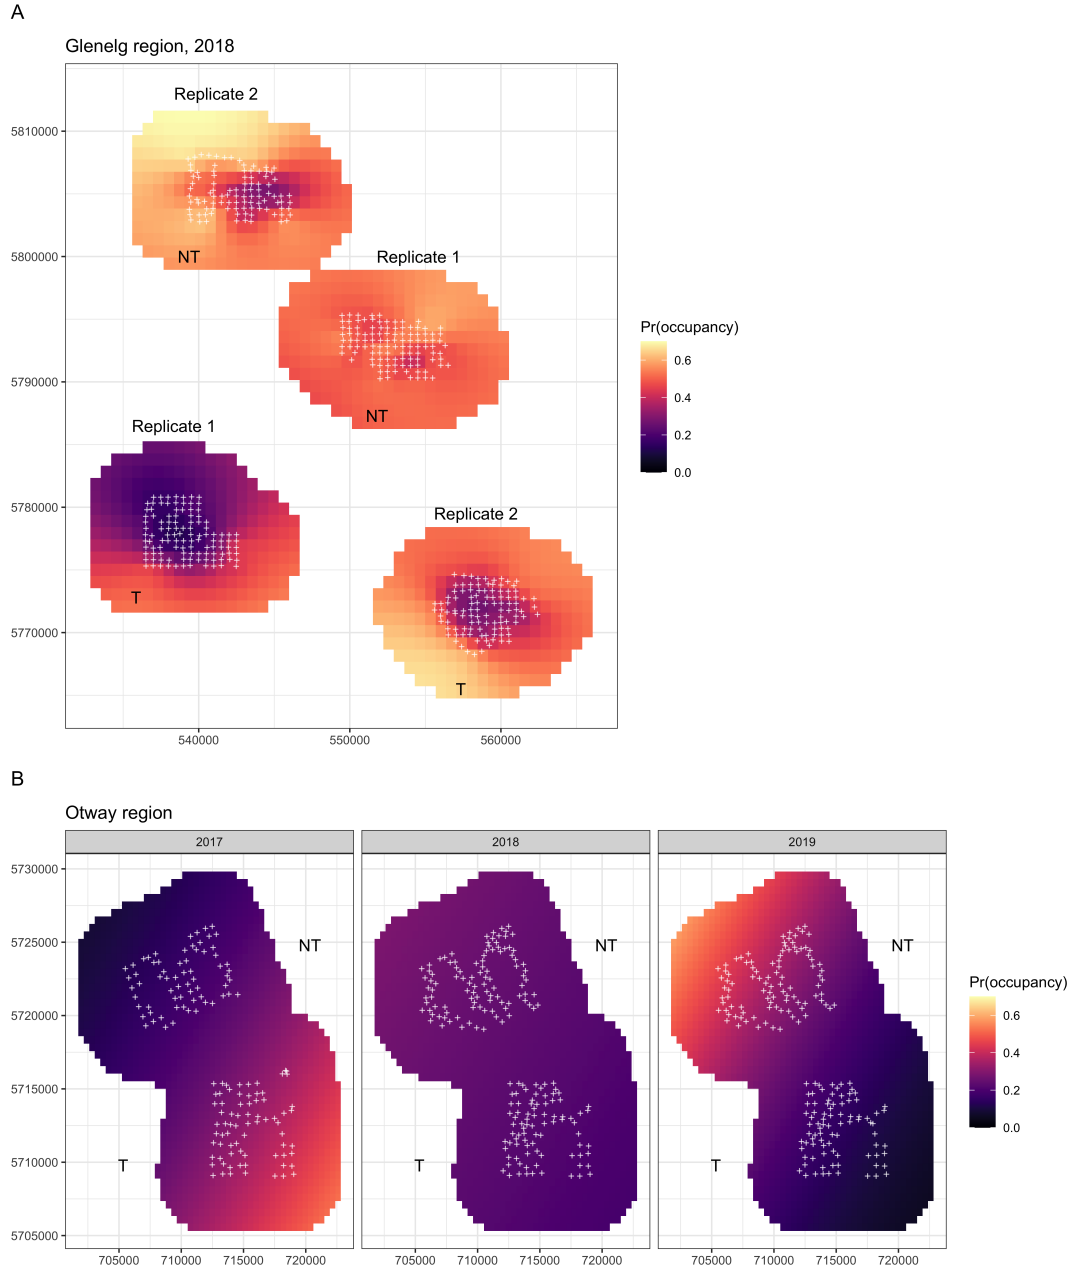 A
Glenelg region, 2018
Replicate 2
5810000
NT
5800000
Replicate 1
Pr(occupancy)
0.6
0.4
0.2
0.0
5790000
NT
Replicate 1
5780000
Replicate 2
T
5770000
T
540000 550000 560000
B
Otway region
2017 2018 2019
5730000
5725000
NT NT NT
5720000
Pr(occupancy)
0.6
0.4
0.2
0.0
5715000
5710000
T T T
5705000
705000 710000 715000 720000 705000 710000 715000 720000 705000 710000 715000 720000